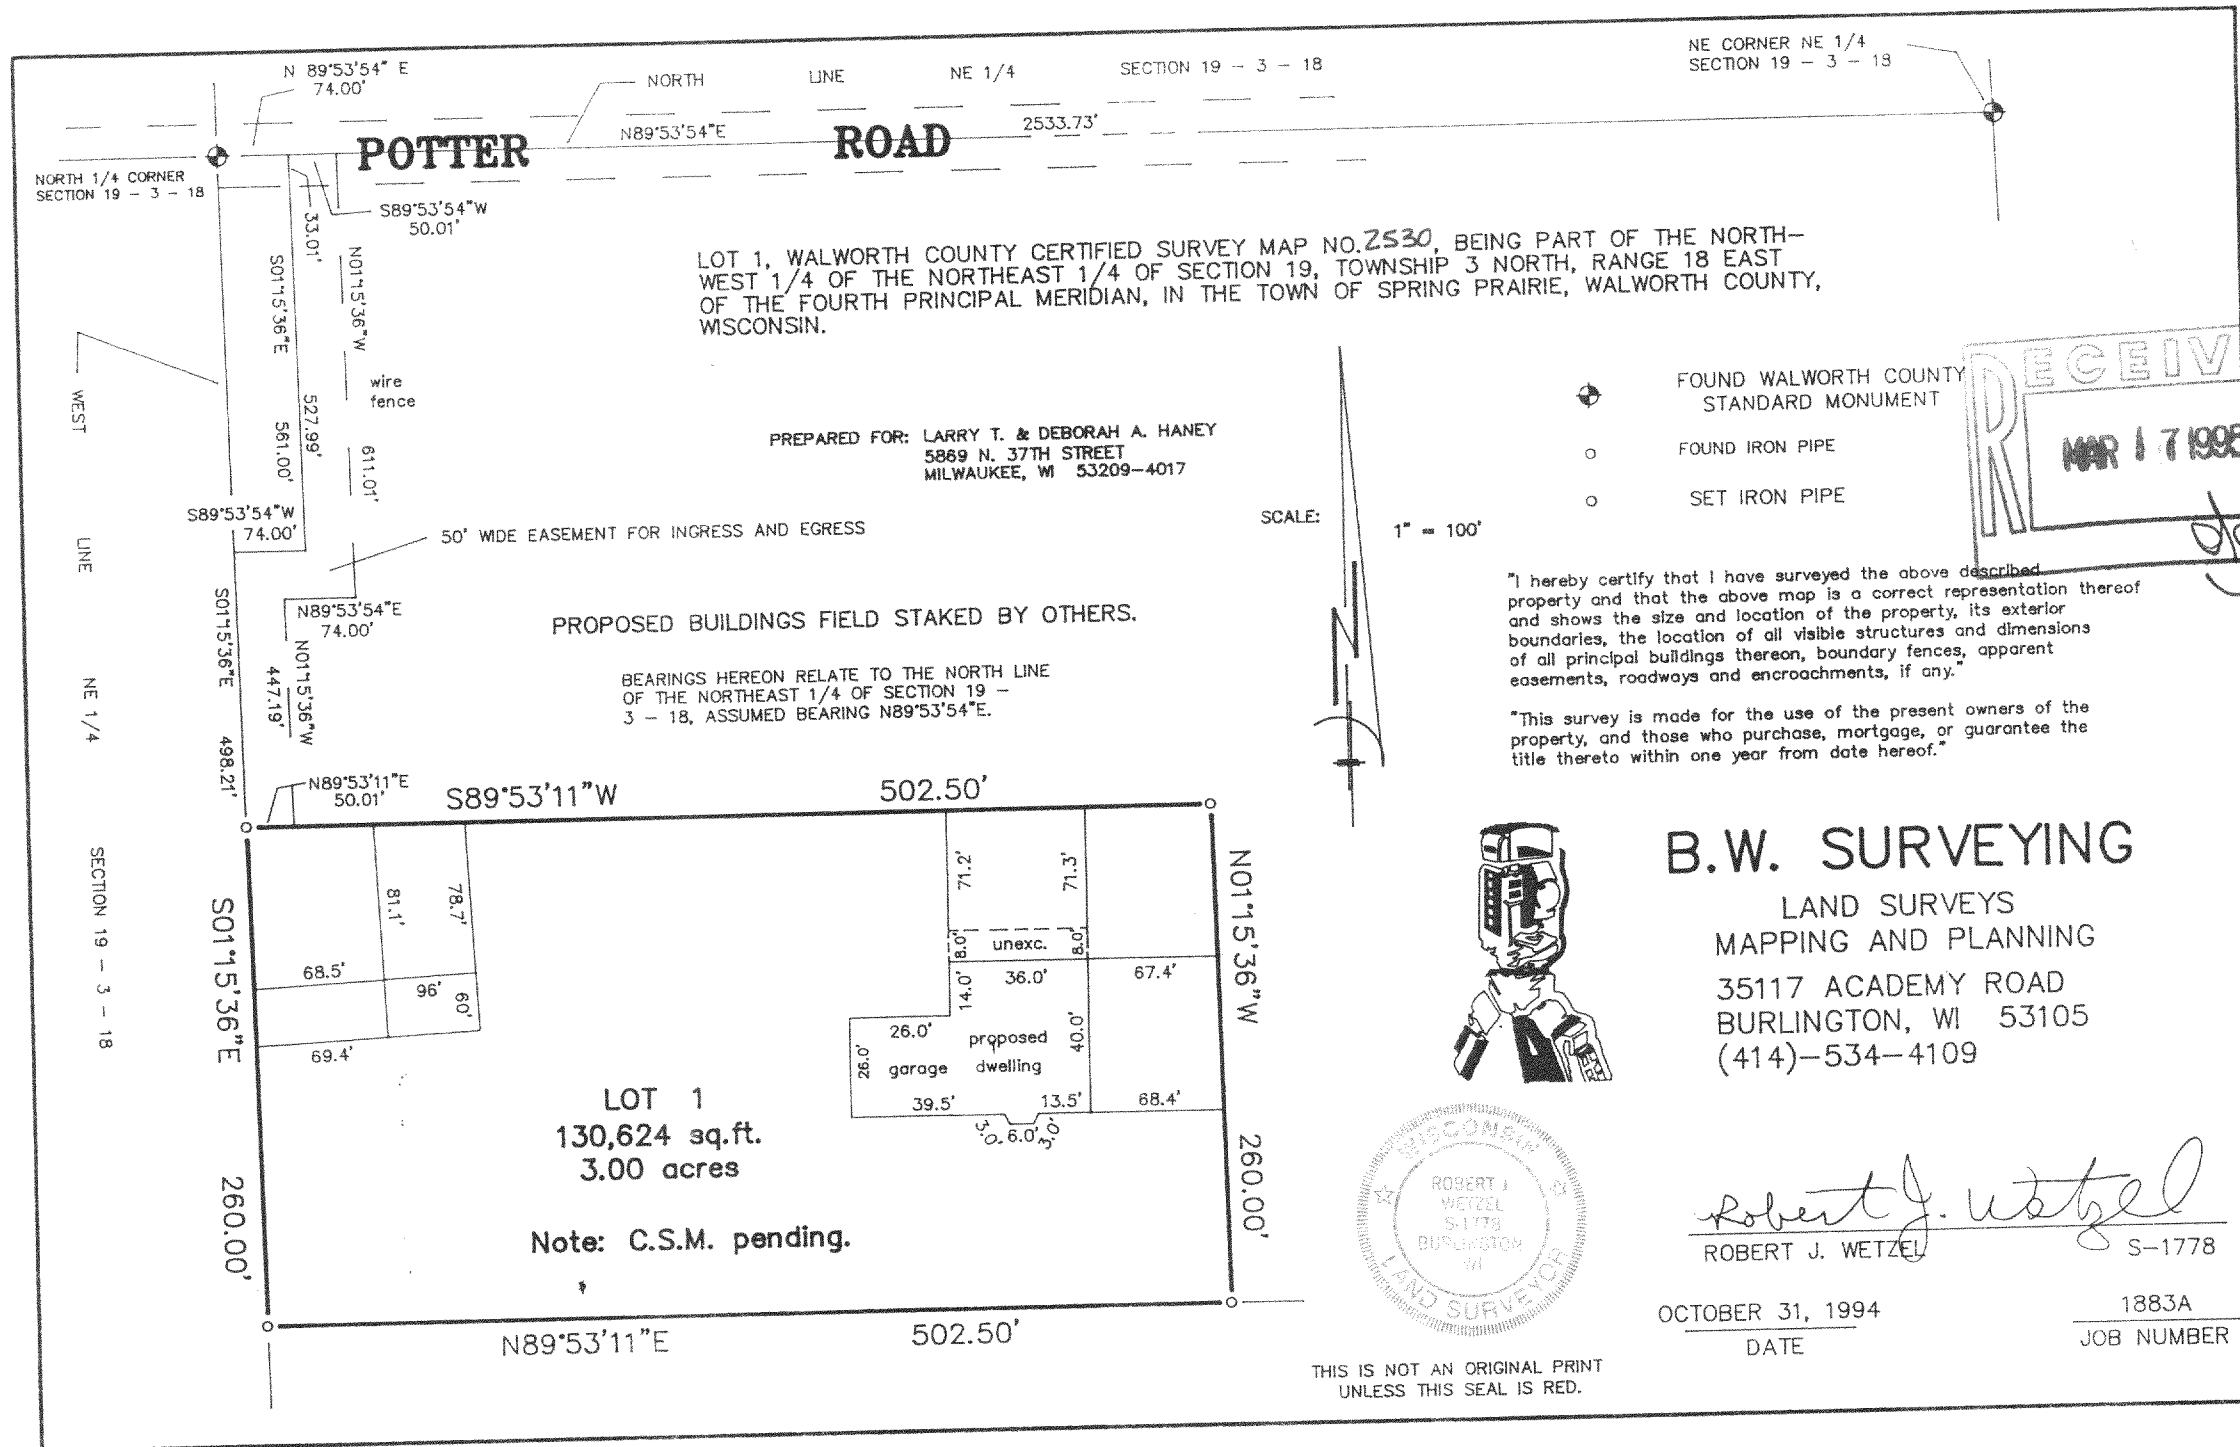 N 89°53'54" E
74.00'
NORTH LINE NE 1/4 SECTION 19 - 3 - 18
NE CORNER NE 1/4
SECTION 19 - 3 - 18
POTTER ROAD
N89°53'54"E 2533.73'
NORTH 1/4 CORNER
SECTION 19 - 3 - 18
S89°53'54"W
50.01'
33.01'
S01°15'36"E 561.00'
527.99'
N01°15'36"W 611.01'
wire
fence
LOT 1, WALWORTH COUNTY CERTIFIED SURVEY MAP NO. 2530, BEING PART OF THE NORTH-
WEST 1/4 OF THE NORTHEAST 1/4 OF SECTION 19, TOWNSHIP 3 NORTH, RANGE 18 EAST
OF THE FOURTH PRINCIPAL MERIDIAN, IN THE TOWN OF SPRING PRAIRIE, WALWORTH COUNTY,
WISCONSIN.
PREPARED FOR: LARRY T. & DEBORAH A. HANEY
5869 N. 37TH STREET
MILWAUKEE, WI 53209-4017
SCALE: 1" = 100'
N
FOUND WALWORTH COUNTY
STANDARD MONUMENT
FOUND IRON PIPE
SET IRON PIPE
RECEIV
MAR 17 1995
WEST LINE NE 1/4 SECTION 19 - 3 - 18
S89°53'54"W
74.00'
50' WIDE EASEMENT FOR INGRESS AND EGRESS
N89°53'54"E
74.00'
S01°15'36"E 498.21'
N01°15'36"W
447.19'
PROPOSED BUILDINGS FIELD STAKED BY OTHERS.
BEARINGS HEREON RELATE TO THE NORTH LINE
OF THE NORTHEAST 1/4 OF SECTION 19 -
3 - 18, ASSUMED BEARING N89°53'54"E.
"I hereby certify that I have surveyed the above described
property and that the above map is a correct representation thereof
and shows the size and location of the property, its exterior
boundaries, the location of all visible structures and dimensions
of all principal buildings thereon, boundary fences, apparent
easements, roadways and encroachments, if any."
"This survey is made for the use of the present owners of the
property, and those who purchase, mortgage, or guarantee the
title thereto within one year from date hereof."
N89°53'11"E
50.01'
S89°53'11"W 502.50'
S01°15'36"E 260.00'
81.1'
78.7'
68.5'
96'
60'
69.4'
71.2'
71.3'
8.0'
unexc.
8.0'
36.0'
67.4'
14.0'
26.0'
proposed
dwelling
40.0'
26.0'
garage
39.5'
13.5'
68.4'
3.0'
6.0'
3.0'
N01°15'36"W 260.00'
LOT 1
130,624 sq.ft.
3.00 acres
Note: C.S.M. pending.
N89°53'11"E 502.50'
B.W. SURVEYING
LAND SURVEYS
MAPPING AND PLANNING
35117 ACADEMY ROAD
BURLINGTON, WI 53105
(414)-534-4109
WISCONSIN
ROBERT J
WETZEL
S-1778
BURLINGTON
WI
LAND SURVEYOR
Robert J. Wetzel
ROBERT J. WETZEL S-1778
OCTOBER 31, 1994
DATE
1883A
JOB NUMBER
THIS IS NOT AN ORIGINAL PRINT
UNLESS THIS SEAL IS RED.